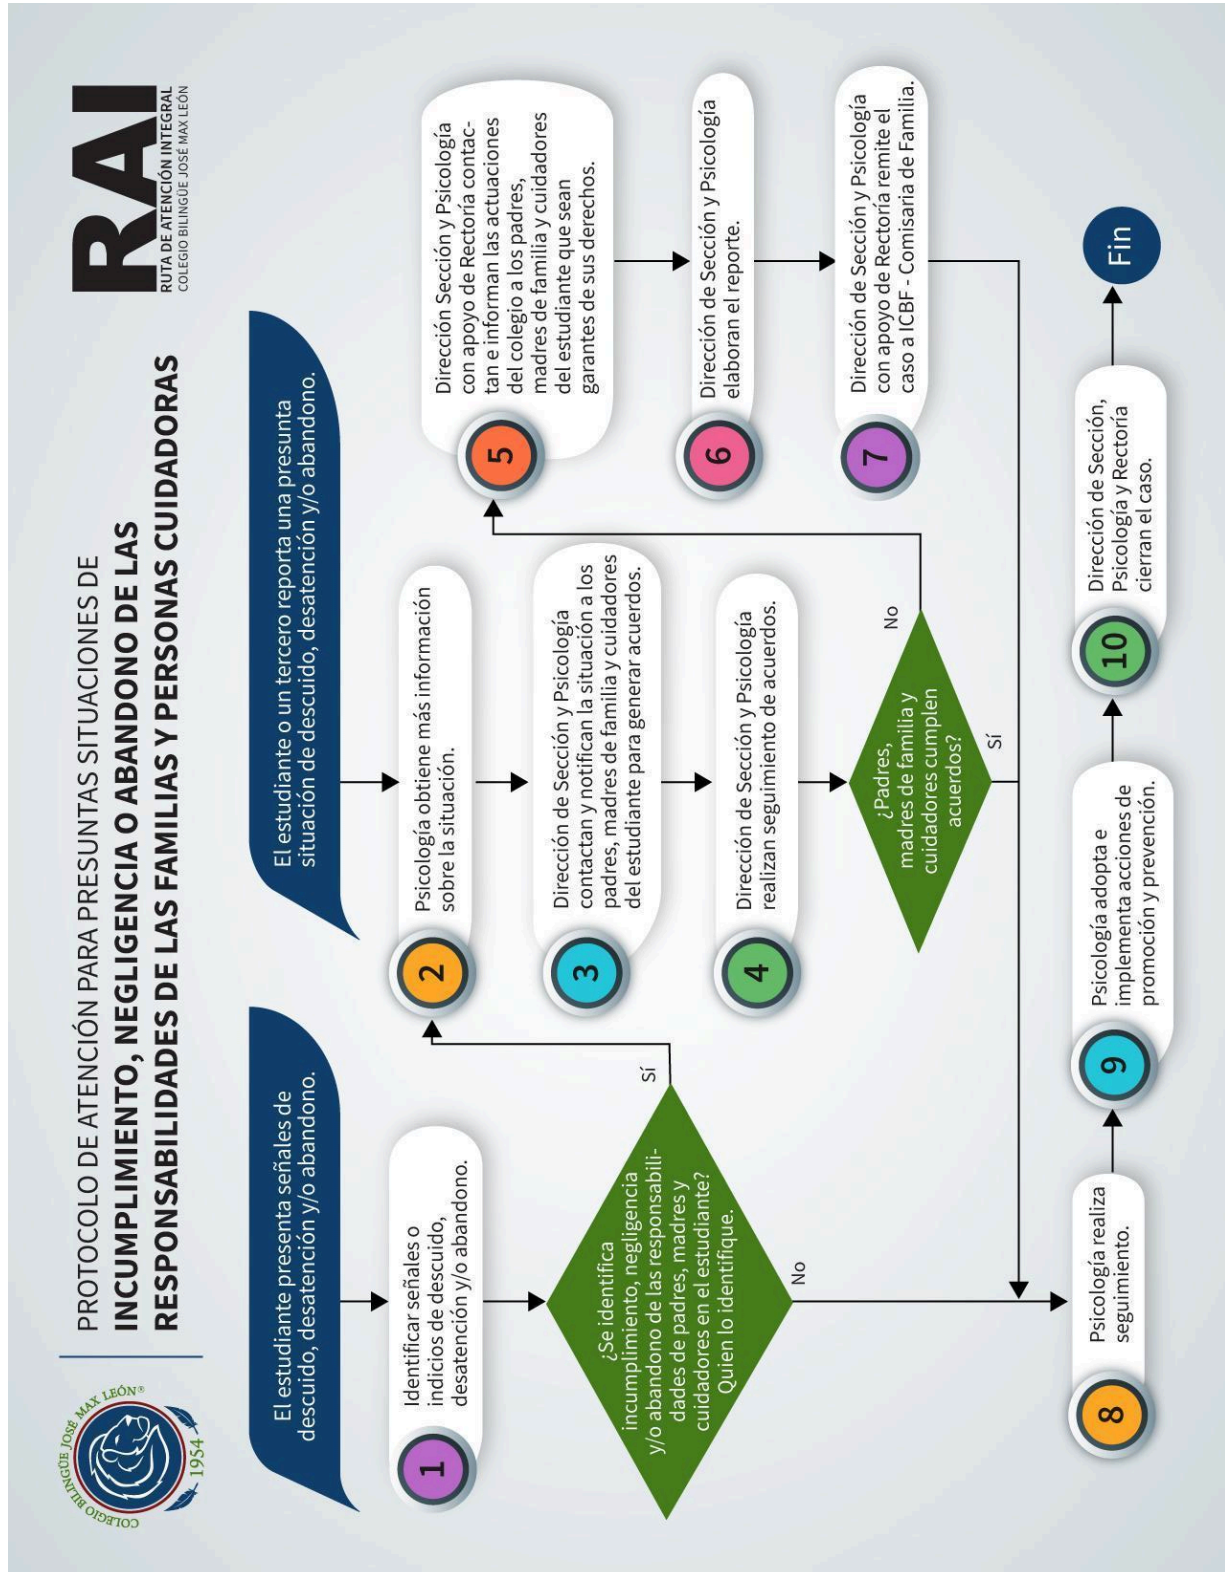 COLEGIO BILINGÜE JOSÉ MAX LEÓN®
1954
PROTOCOLO DE ATENCIÓN PARA PRESUNTAS SITUACIONES DE
INCUMPLIMIENTO, NEGLIGENCIA O ABANDONO DE LAS
RESPONSABILIDADES DE LAS FAMILIAS Y PERSONAS CUIDADORAS
RAI
RUTA DE ATENCIÓN INTEGRAL
COLEGIO BILINGÜE JOSÉ MAX LEÓN
El estudiante presenta señales de
descuido, desatención y/o abandono.
El estudiante o un tercero reporta una presunta
situación de descuido, desatención y/o abandono.
1
Identificar señales o
indicios de descuido,
desatención y/o abandono.
¿Se identifica
incumplimiento, negligencia
y/o abandono de las responsabili-
dades de padres, madres y
cuidadores en el estudiante?
Quien lo identifique.
Sí
No
2
Psicología obtiene más información
sobre la situación.
3
Dirección de Sección y Psicología
contactan y notifican la situación a los
padres, madres de familia y cuidadores
del estudiante para generar acuerdos.
4
Dirección de Sección y Psicología
realizan seguimiento de acuerdos.
¿Padres,
madres de familia y
cuidadores cumplen
acuerdos?
No
Sí
5
Dirección Sección y Psicología
con apoyo de Rectoría contac-
tan e informan las actuaciones
del colegio a los padres,
madres de familia y cuidadores
del estudiante que sean
garantes de sus derechos.
6
Dirección de Sección y Psicología
elaboran el reporte.
7
Dirección de Sección y Psicología
con apoyo de Rectoría remite el
caso a ICBF - Comisaria de Familia.
8
Psicología realiza
seguimiento.
9
Psicología adopta e
implementa acciones de
promoción y prevención.
10
Dirección de Sección,
Psicología y Rectoría
cierran el caso.
Fin